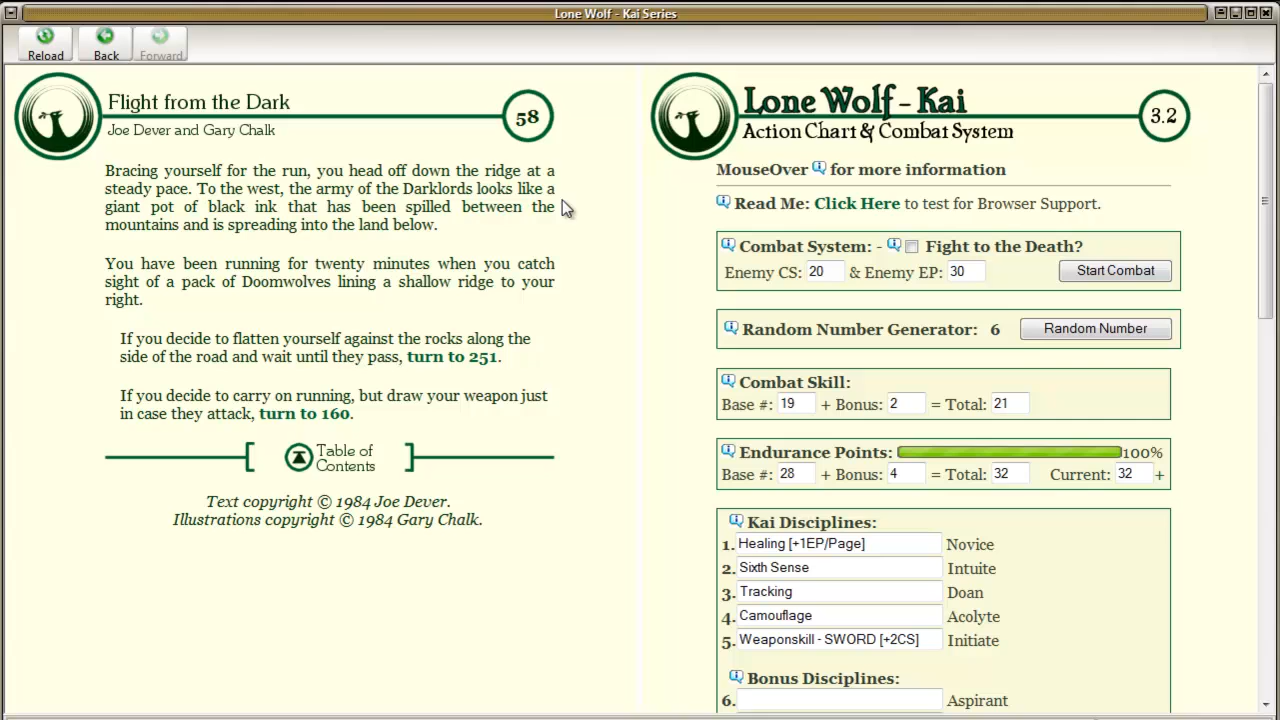 Lone Wolf - Kai Series
Reload
Back
Forward
Flight from the Dark
58
Joe Dever and Gary Chalk
Bracing yourself for the run, you head off down the ridge at a
steady pace. To the west, the army of the Darklords looks like a
giant pot of black ink that has been spilled between the
mountains and is spreading into the land below.
You have been running for twenty minutes when you catch
sight of a pack of Doomwolves lining a shallow ridge to your
right.
If you decide to flatten yourself against the rocks along the
side of the road and wait until they pass, turn to 251.
If you decide to carry on running, but draw your weapon just
in case they attack, turn to 160.
Table of
Contents
Text copyright © 1984 Joe Dever.
Illustrations copyright © 1984 Gary Chalk.
Lone Wolf - Kai
3.2
Action Chart & Combat System
MouseOver for more information
Read Me: Click Here to test for Browser Support.
Combat System: - Fight to the Death?
Enemy CS: 20 & Enemy EP: 30 Start Combat
Random Number Generator: 6 Random Number
Combat Skill:
Base #: 19 + Bonus: 2 = Total: 21
Endurance Points: 100%
Base #: 28 + Bonus: 4 = Total: 32 Current: 32 +
Kai Disciplines:
1. Healing [+1EP/Page] Novice
2. Sixth Sense Intuite
3. Tracking Doan
4. Camouflage Acolyte
5. Weaponskill - SWORD [+2CS] Initiate
Bonus Disciplines:
6. Aspirant